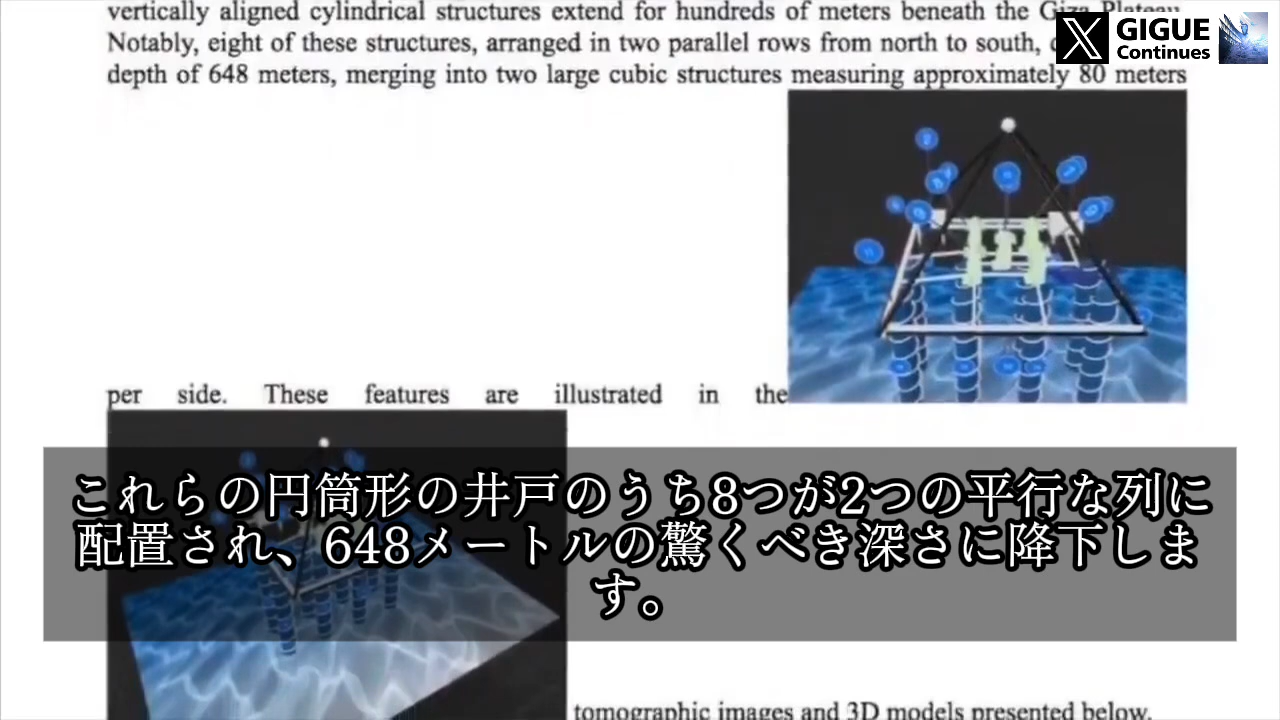 vertically aligned cylindrical structures extend for hundreds of meters beneath the Giza Plateau.
GIGUE
Continues
Notably, eight of these structures, arranged in two parallel rows from north to south,
depth of 648 meters, merging into two large cubic structures measuring approximately 80 meters
per side. These features are illustrated in the
これらの円筒形の井戸のうち8つが2つの平行な列に
配置され、648メートルの驚くべき深さに降下しま
す。
tomographic images and 3D models presented below.